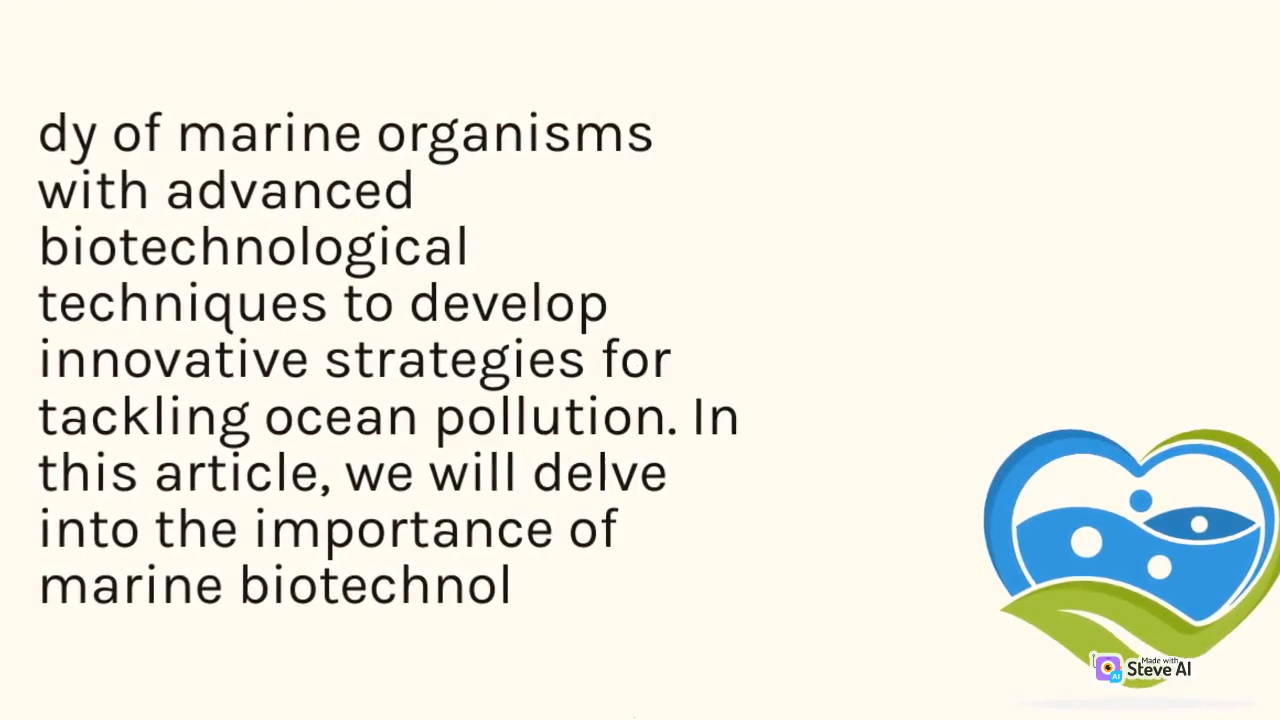 dy of marine organisms
with advanced
biotechnological
techniques to develop
innovative strategies for
tackling ocean pollution. In
this article, we will delve
into the importance of
marine biotechnol
Made with
Steve AI
AI